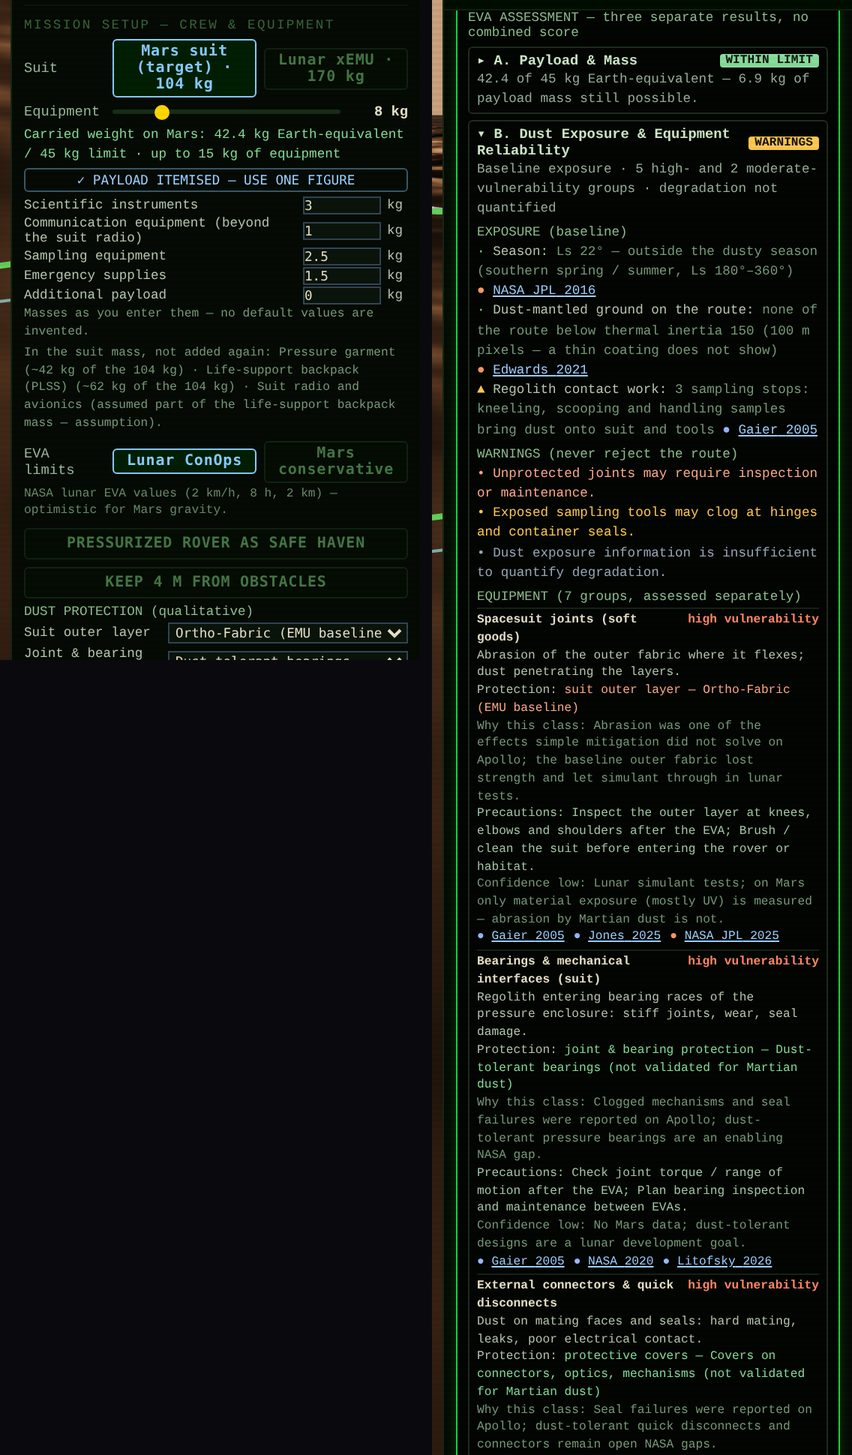 MISSION SETUP — CREW & EQUIPMENT
Suit
Mars suit
(target) ·
104 kg
Lunar xEMU ·
170 kg
Equipment
8 kg
Carried weight on Mars: 42.4 kg Earth-equivalent
/ 45 kg limit · up to 15 kg of equipment
✓ PAYLOAD ITEMISED — USE ONE FIGURE
Scientific instruments 3 kg
Communication equipment (beyond
the suit radio) 1 kg
Sampling equipment 2.5 kg
Emergency supplies 1.5 kg
Additional payload 0 kg
Masses as you enter them — no default values are
invented.
In the suit mass, not added again: Pressure garment
(~42 kg of the 104 kg) · Life-support backpack
(PLSS) (~62 kg of the 104 kg) · Suit radio and
avionics (assumed part of the life-support backpack
mass — assumption).
EVA
limits
Lunar ConOps
Mars
conservative
NASA lunar EVA values (2 km/h, 8 h, 2 km) —
optimistic for Mars gravity.
PRESSURIZED ROVER AS SAFE HAVEN
KEEP 4 M FROM OBSTACLES
DUST PROTECTION (qualitative)
Suit outer layer Ortho-Fabric (EMU baseline
Joint & bearing Dust-tolerant bearings
EVA ASSESSMENT — three separate results, no
combined score
▸ A. Payload & Mass WITHIN LIMIT
42.4 of 45 kg Earth-equivalent — 6.9 kg of
payload mass still possible.
▾ B. Dust Exposure & Equipment
Reliability WARNINGS
Baseline exposure · 5 high- and 2 moderate-
vulnerability groups · degradation not
quantified
EXPOSURE (baseline)
· Season: Ls 22° — outside the dusty season
(southern spring / summer, Ls 180°–360°)
● NASA JPL 2016
· Dust-mantled ground on the route: none of
the route below thermal inertia 150 (100 m
pixels — a thin coating does not show)
● Edwards 2021
▲ Regolith contact work: 3 sampling stops:
kneeling, scooping and handling samples
bring dust onto suit and tools ● Gaier 2005
WARNINGS (never reject the route)
• Unprotected joints may require inspection
or maintenance.
• Exposed sampling tools may clog at hinges
and container seals.
• Dust exposure information is insufficient
to quantify degradation.
EQUIPMENT (7 groups, assessed separately)
Spacesuit joints (soft high vulnerability
goods)
Abrasion of the outer fabric where it flexes;
dust penetrating the layers.
Protection: suit outer layer — Ortho-Fabric
(EMU baseline)
Why this class: Abrasion was one of the
effects simple mitigation did not solve on
Apollo; the baseline outer fabric lost
strength and let simulant through in lunar
tests.
Precautions: Inspect the outer layer at knees,
elbows and shoulders after the EVA; Brush /
clean the suit before entering the rover or
habitat.
Confidence low: Lunar simulant tests; on Mars
only material exposure (mostly UV) is measured
— abrasion by Martian dust is not.
● Gaier 2005 ● Jones 2025 ● NASA JPL 2025
Bearings & mechanical high vulnerability
interfaces (suit)
Regolith entering bearing races of the
pressure enclosure: stiff joints, wear, seal
damage.
Protection: joint & bearing protection — Dust-
tolerant bearings (not validated for Martian
dust)
Why this class: Clogged mechanisms and seal
failures were reported on Apollo; dust-
tolerant pressure bearings are an enabling
NASA gap.
Precautions: Check joint torque / range of
motion after the EVA; Plan bearing inspection
and maintenance between EVAs.
Confidence low: No Mars data; dust-tolerant
designs are a lunar development goal.
● Gaier 2005 ● NASA 2020 ● Litofsky 2026
External connectors & quick high vulnerability
disconnects
Dust on mating faces and seals: hard mating,
leaks, poor electrical contact.
Protection: protective covers — Covers on
connectors, optics, mechanisms (not validated
for Martian dust)
Why this class: Seal failures were reported on
Apollo; dust-tolerant quick disconnects and
connectors remain open NASA gaps.